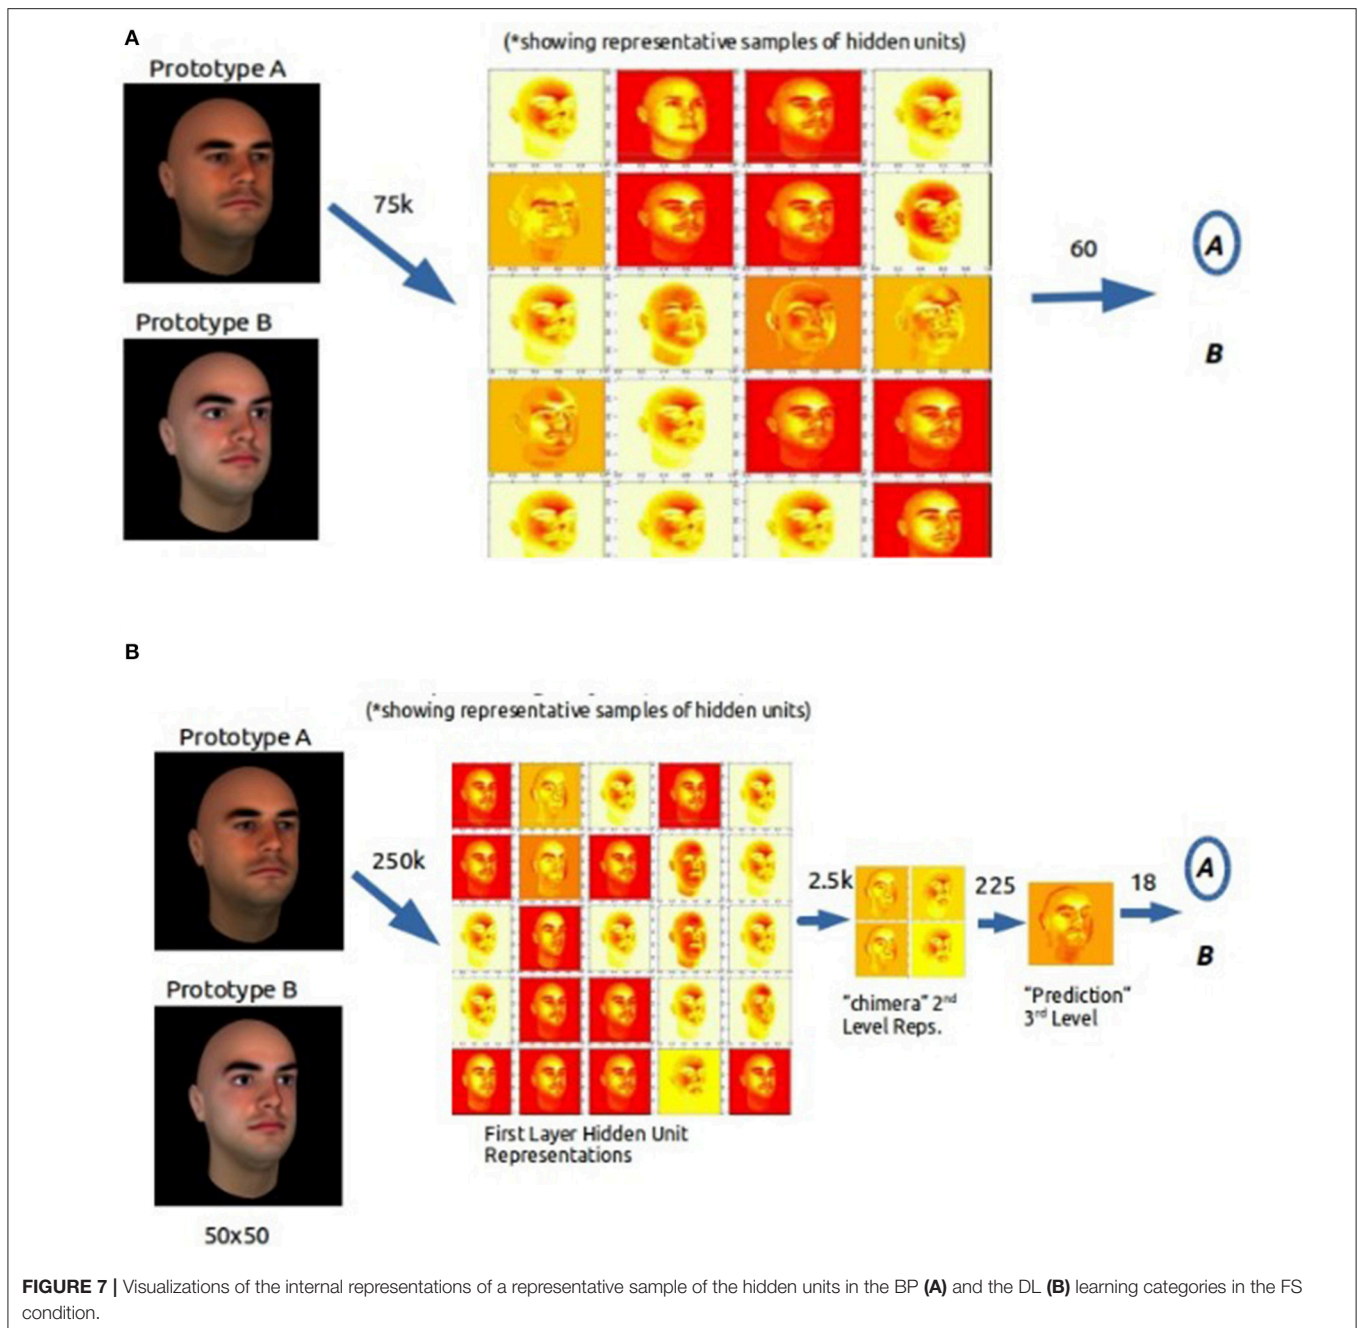 A
(*showing representative samples of hidden units)
Prototype A
75k
60
A
Prototype B
B
B
(*showing representative samples of hidden units)
Prototype A
250k
2.5k
225
18
A
B
Prototype B
"chimera" 2nd
Level Reps.
"Prediction"
3rd Level
First Layer Hidden Unit
Representations
50x50
FIGURE 7 | Visualizations of the internal representations of a representative sample of the hidden units in the BP (A) and the DL (B) learning categories in the FS
condition.